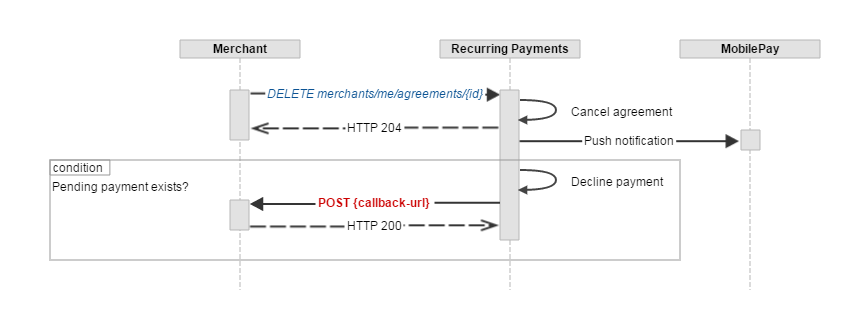 Merchant
Recurring Payments
MobilePay
DELETE merchants/me/agreements/{id}
Cancel agreement
HTTP 204
Push notification
condition
Pending payment exists?
Decline payment
POST {callback-url}
HTTP 200